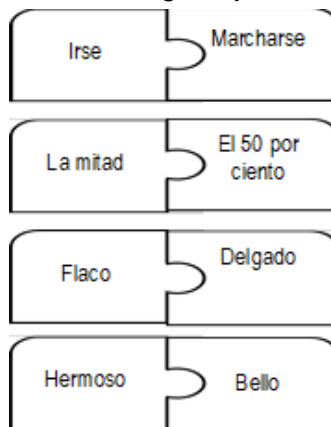 Irse
Marcharse
La mitad
El 50 por
ciento
Flaco
Delgado
Hermoso
Bello